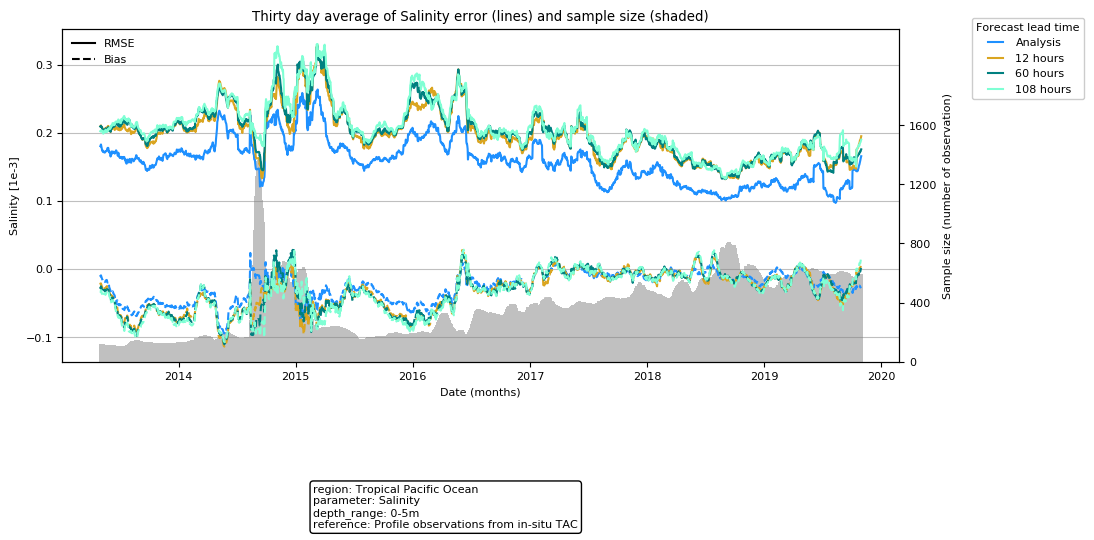 Thirty day average of Salinity error (lines) and sample size (shaded)
RMSE
Bias
Forecast lead time
Analysis
12 hours
60 hours
108 hours
Salinity [1e-3]
0.3
0.2
0.1
0.0
−0.1
1600
1200
800
400
0
Sample size (number of observation)
2014 2015 2016 2017 2018 2019 2020
Date (months)
region: Tropical Pacific Ocean
parameter: Salinity
depth_range: 0-5m
reference: Profile observations from in-situ TAC